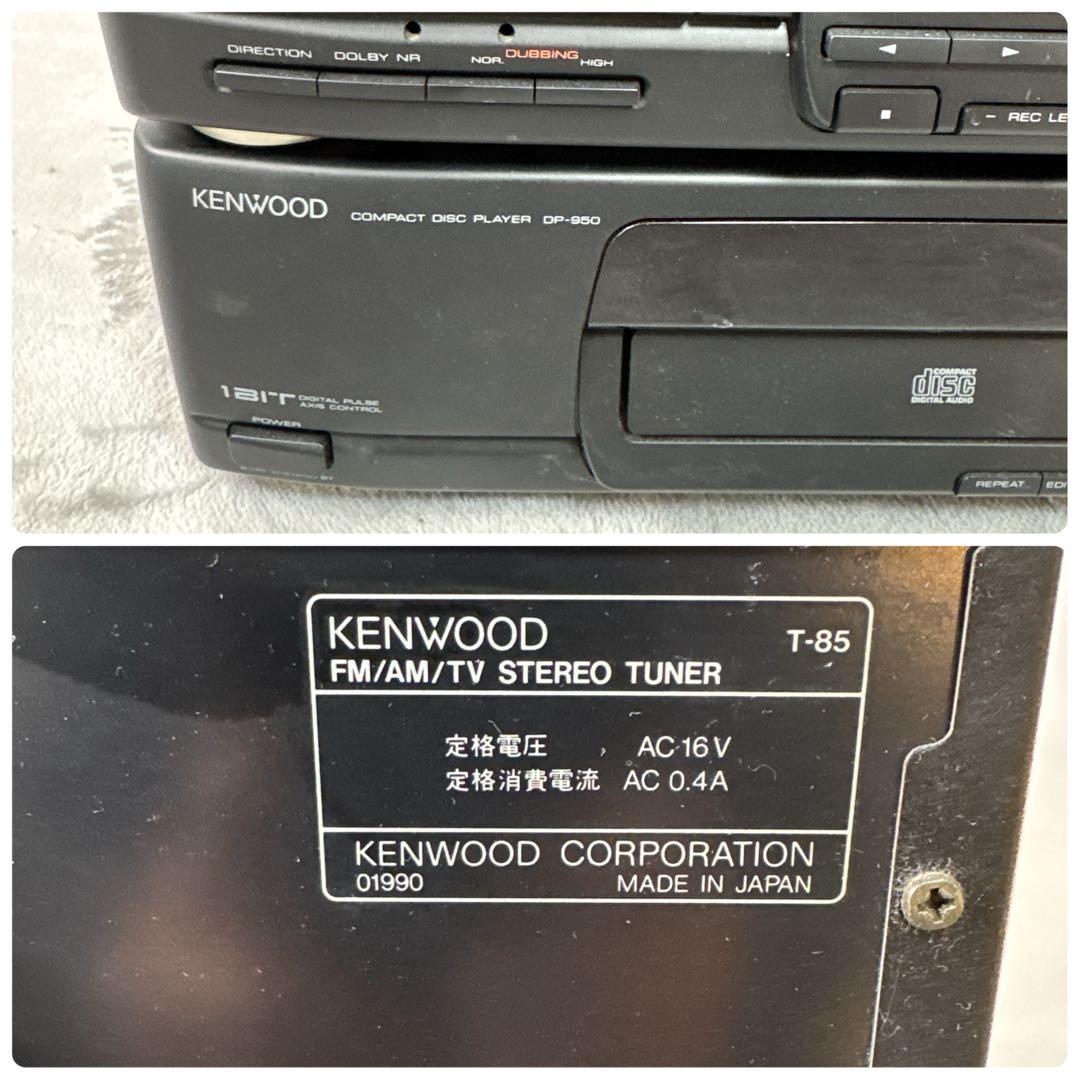 DIRECTION DOLBY NR NOR. DUBBING HIGH
◀ ▶
■ − REC LE
KENWOOD COMPACT DISC PLAYER DP-950
COMPACT
disc
DIGITAL AUDIO
1BIT DIGITAL PULSE
AXIS CONTROL
POWER
REPEAT EDI
KENWOOD T-85
FM/AM/TV STEREO TUNER
定格電圧 AC 16V
定格消費電流 AC 0.4A
KENWOOD CORPORATION
01990 MADE IN JAPAN